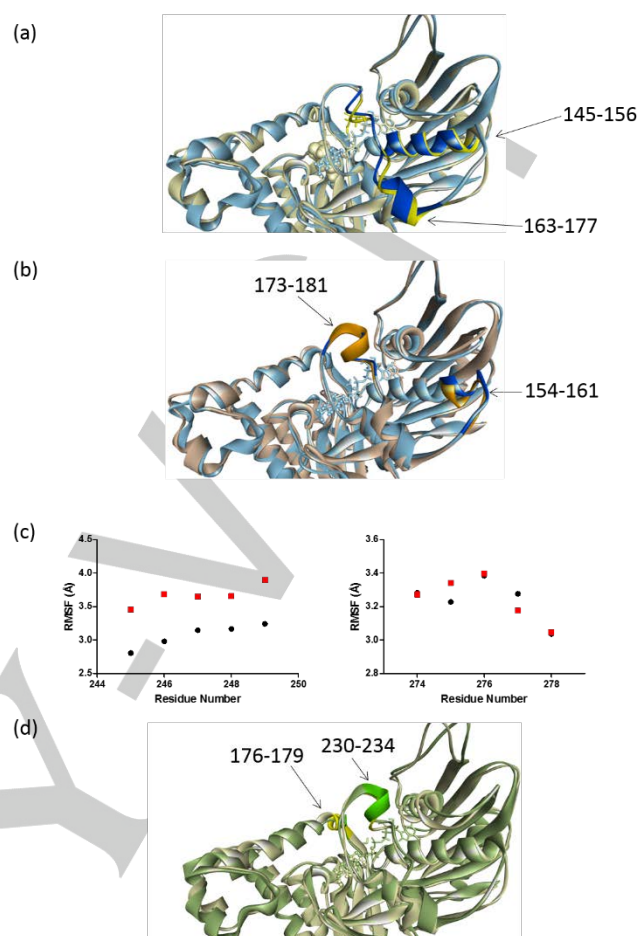 (a)
145-156
163-177
(b)
173-181
154-161
(c)
4.5
4.0
3.5
3.0
2.5
RMSF (Å)
244
246
248
250
Residue Number
3.6
3.4
3.0
2.8
RMSF (Å)
274
276
278
Residue Number
(d)
176-179
230-234